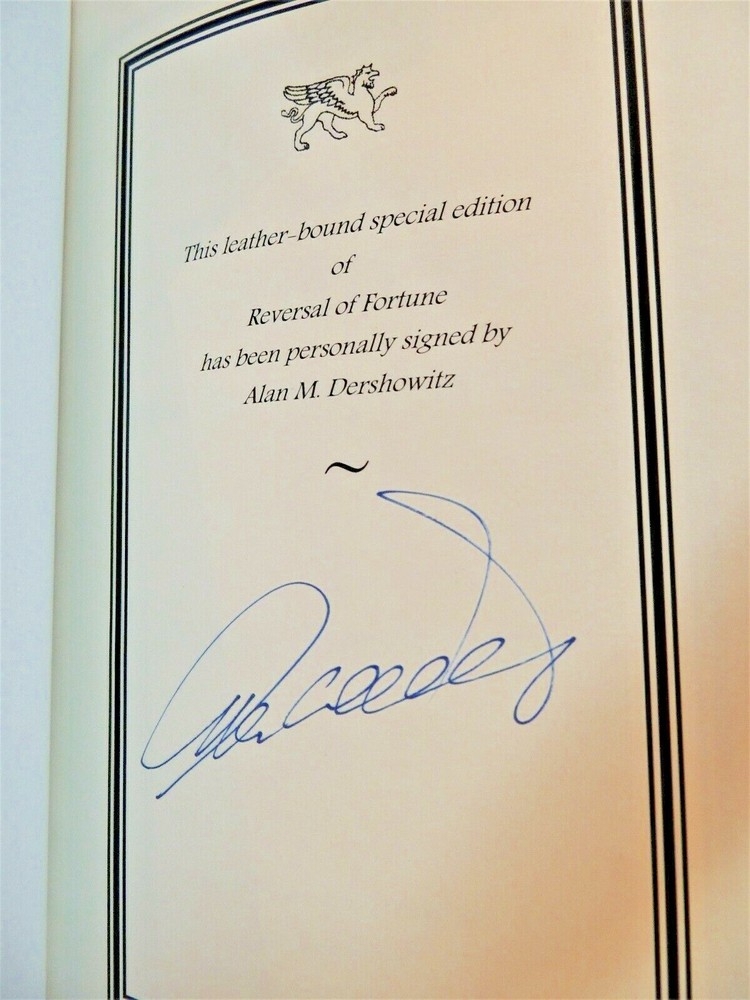 This leather-bound special edition
of
Reversal of Fortune
has been personally signed by
Alan M. Dershowitz
~